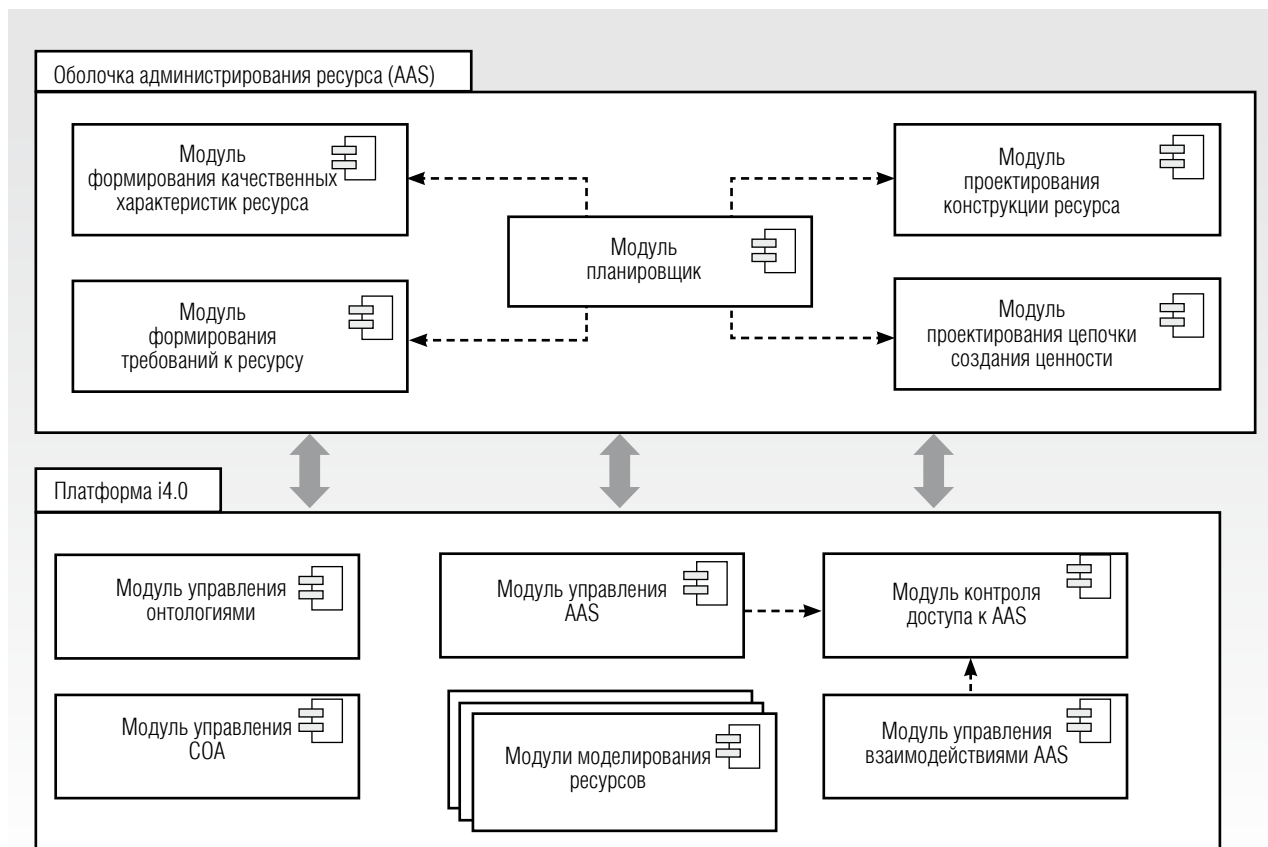 Оболочка администрирования ресурса (AAS)
Модуль
формирования качественных
характеристик ресурса
Модуль
проектирования
конструкции ресурса
Модуль
планировщик
Модуль
формирования
требований к ресурсу
Модуль
проектирования цепочки
создания ценности
Платформа i4.0
Модуль управления
онтологиями
Модуль управления
AAS
Модуль контроля
доступа к AAS
Модуль управления
СОА
Модули моделирования
ресурсов
Модуль управления
взаимодействиями AAS